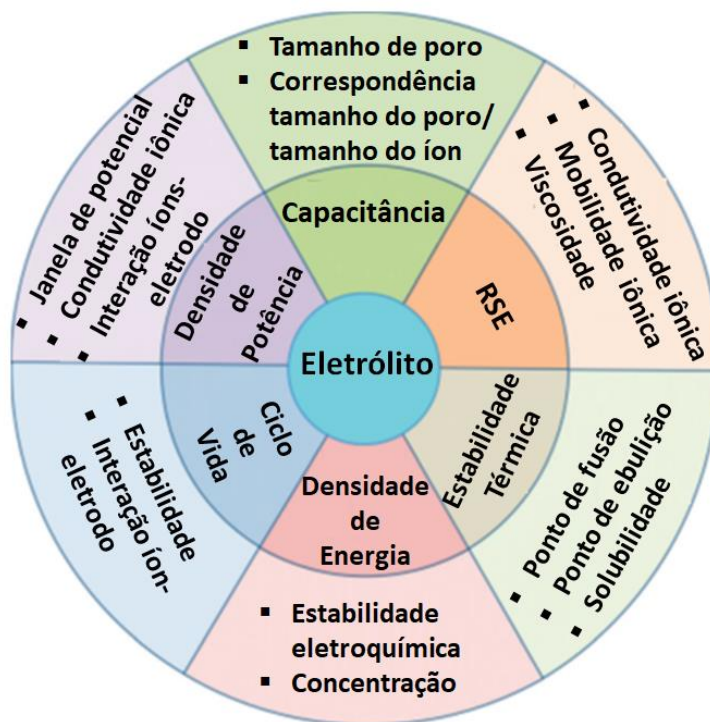 ▪ Tamanho de poro
▪ Correspondência
tamanho do poro/
tamanho do íon
Capacitância
▪ Condutividade iônica
▪ Mobilidade iônica
▪ Viscosidade
RSE
▪ Ponto de fusão
▪ Ponto de ebulição
▪ Solubilidade
Estabilidade
Térmica
Densidade
de
Energia
▪ Estabilidade
eletroquímica
▪ Concentração
Ciclo
de
Vida
▪ Estabilidade
▪ Interação íon-
eletrodo
Densidade
de
Potência
▪ Janela de potencial
▪ Condutividade iônica
▪ Interação íons-
eletrodo
Eletrólito